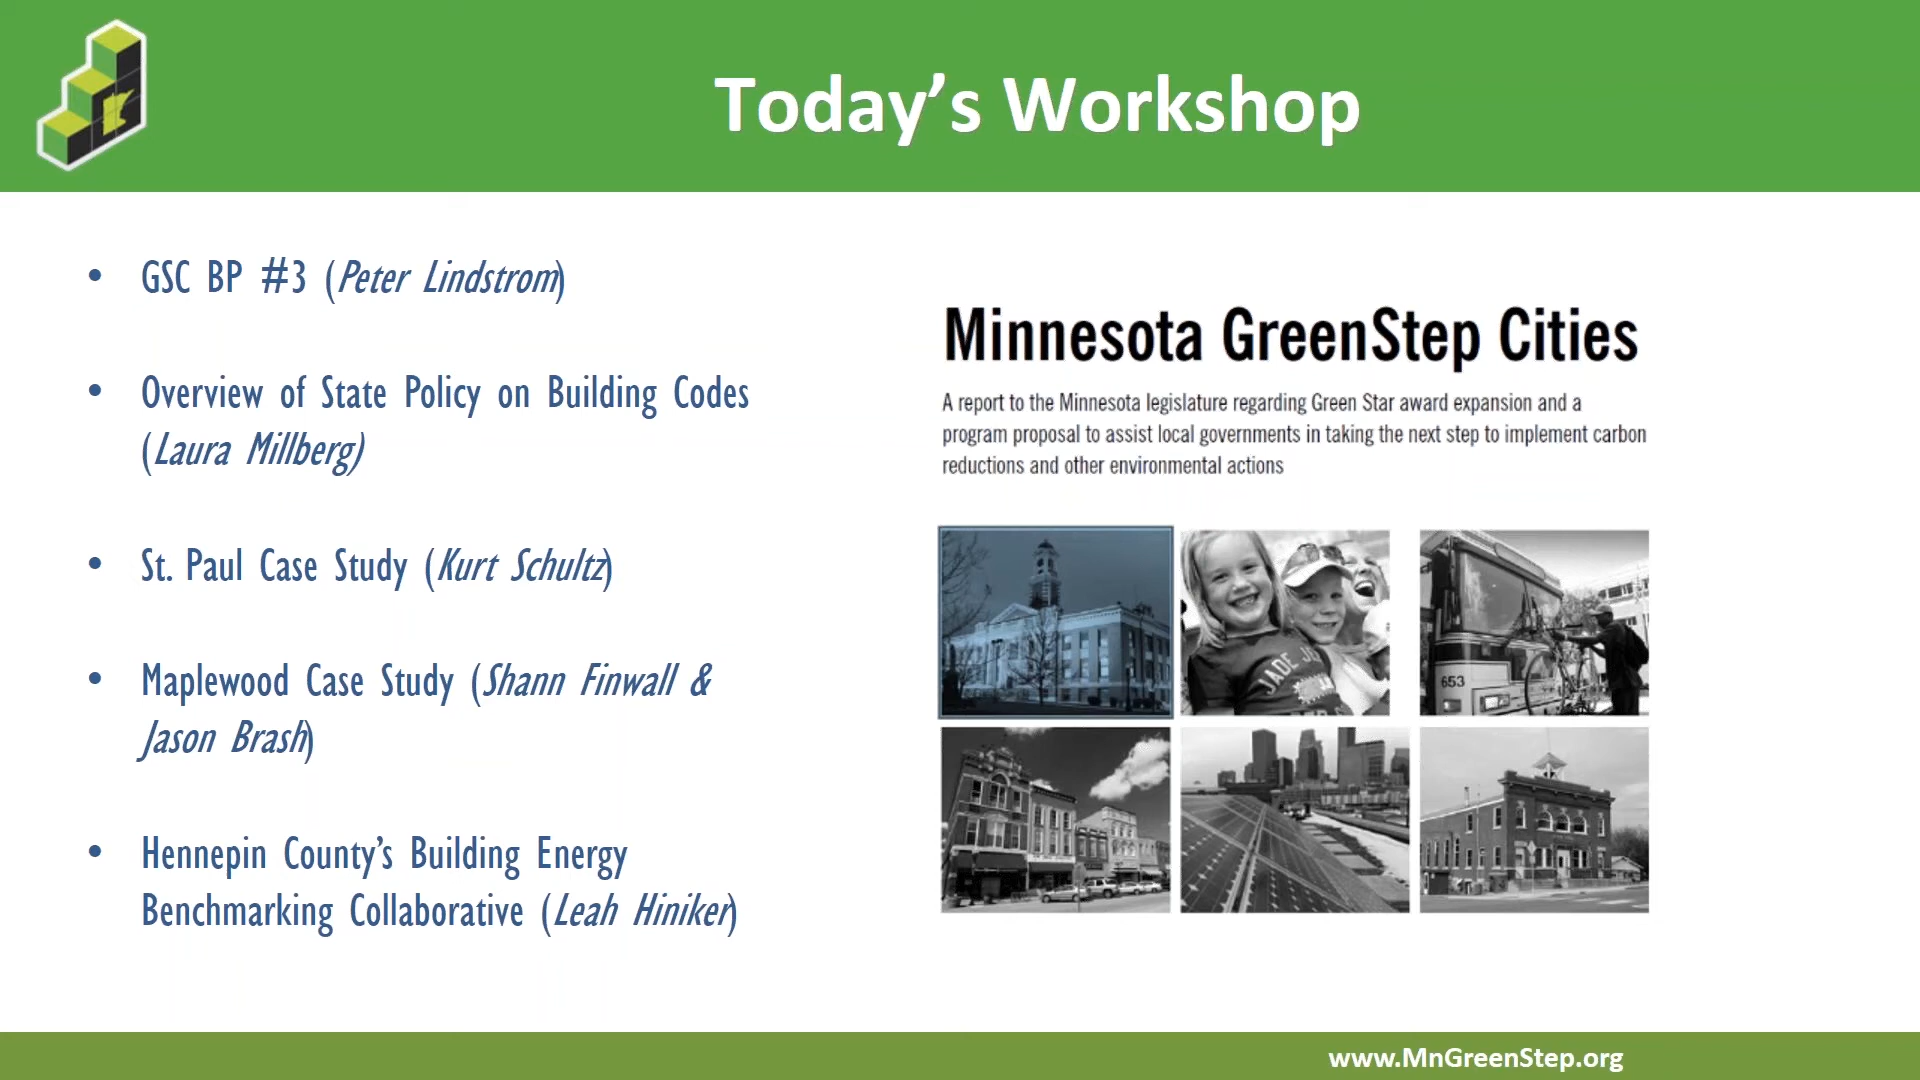 Today’s Workshop
• GSC BP #3 (Peter Lindstrom)
• Overview of State Policy on Building Codes
(Laura Millberg)
• St. Paul Case Study (Kurt Schultz)
• Maplewood Case Study (Shann Finwall &
Jason Brash)
• Hennepin County’s Building Energy
Benchmarking Collaborative (Leah Hiniker)
Minnesota GreenStep Cities
A report to the Minnesota legislature regarding Green Star award expansion and a
program proposal to assist local governments in taking the next step to implement carbon
reductions and other environmental actions
653
www.MnGreenStep.org